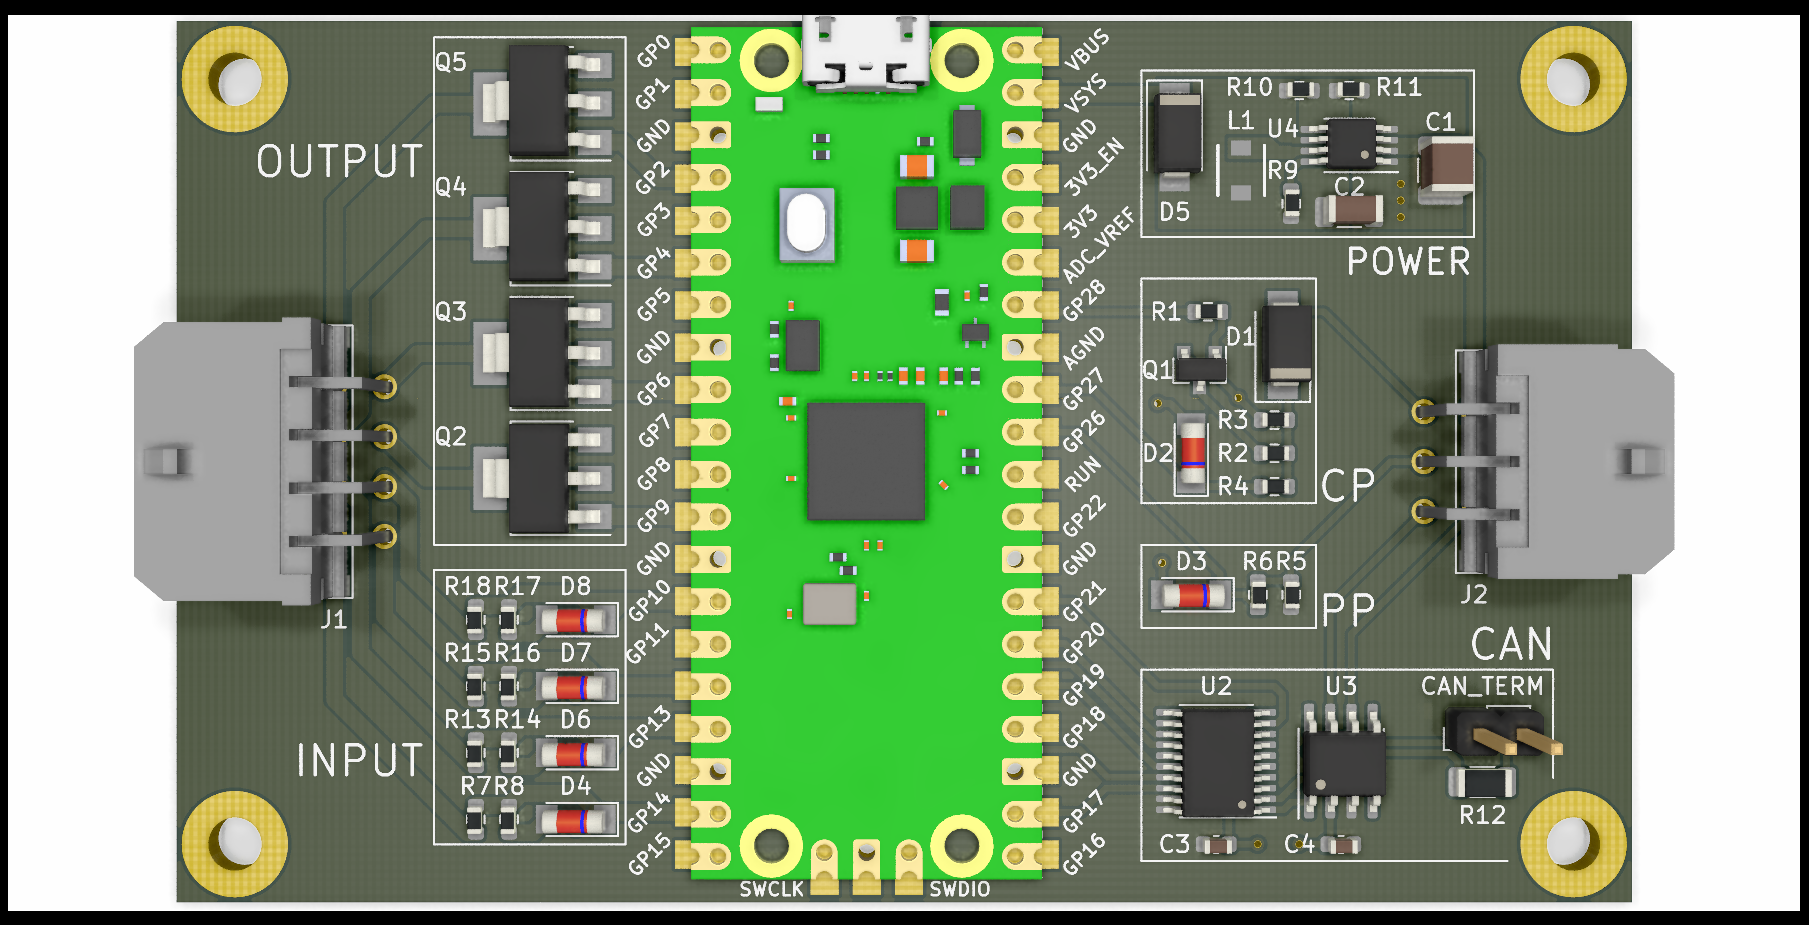 Q5
OUTPUT
Q4
Q3
Q2
J1
R18 R17 D8
R15 R16 D7
R13 R14 D6
INPUT
R7 R8 D4
GP0
GP1
GND
GP2
GP3
GP4
GP5
GND
GP6
GP7
GP8
GP9
GND
GP10
GP11
GP13
GND
GP14
GP15
SWCLK
SWDIO
VBUS
VSYS
GND
3V3_EN
3V3
ADC_VREF
GP28
AGND
GP27
GP26
RUN
GP22
GND
GP21
GP20
GP19
GP18
GND
GP17
GP16
R10 R11
L1 U4 C1
R9
C2
D5
POWER
R1
D1
Q1
R3
D2 R2
R4
CP
D3 R6 R5
PP
J2
CAN
U2 U3 CAN_TERM
R12
C3 C4